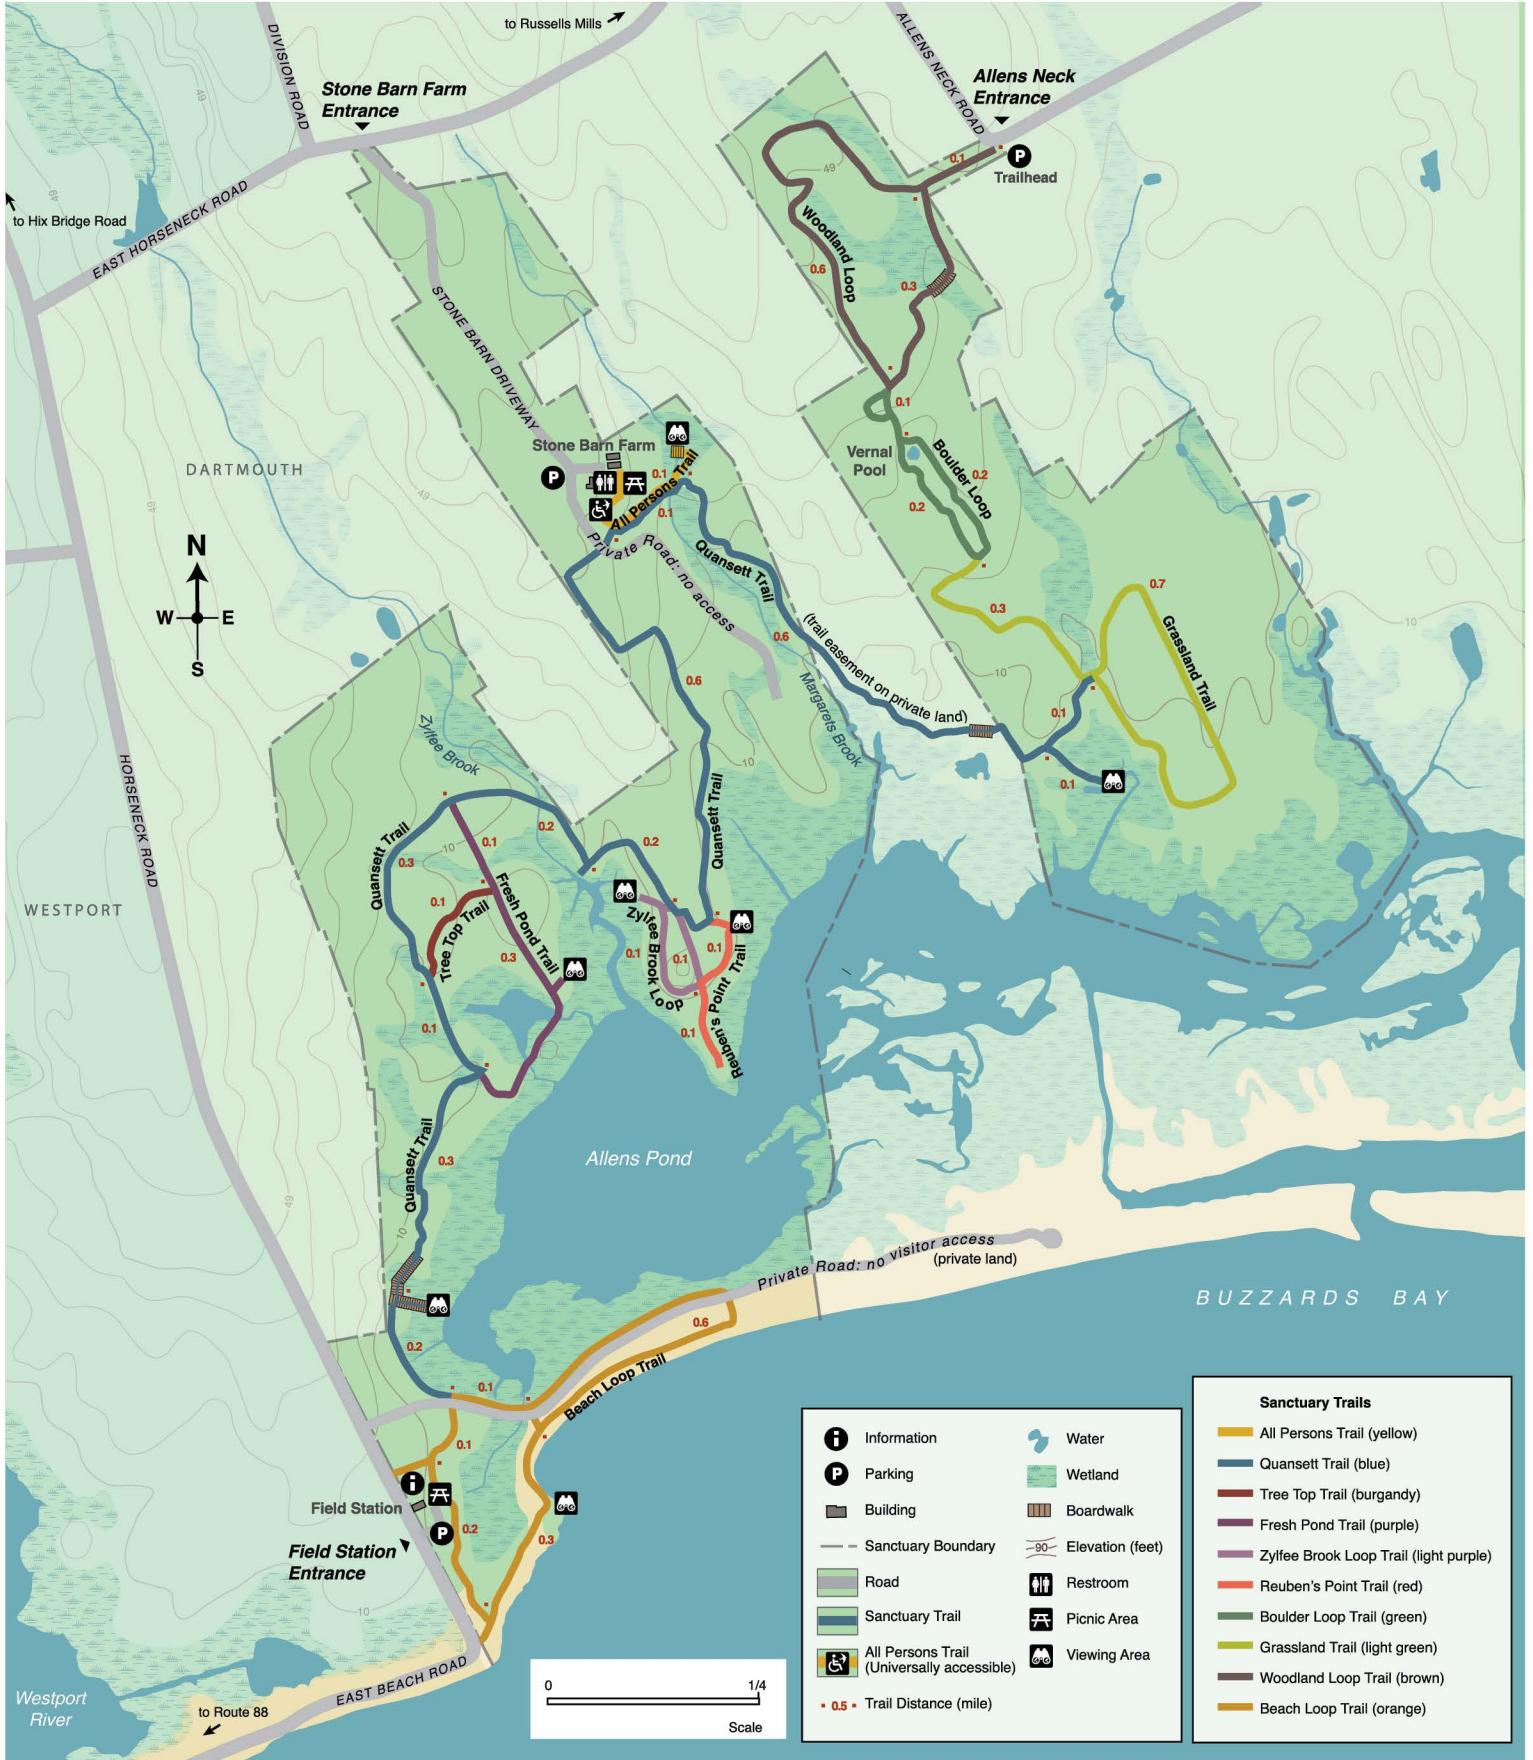 to Russells Mills
DIVISION ROAD
ALLENS NECK ROAD
Stone Barn Farm
Entrance
Allens Neck
Entrance
P
Trailhead
0.1
49
49
49
to Hix Bridge Road
EAST HORSENECK ROAD
Woodland Loop
0.6
0.3
STONE BARN DRIVEWAY
0.1
Stone Barn Farm
P
All Persons Trail
0.1
0.1
Vernal
Pool
Boulder Loop
0.2
0.2
DARTMOUTH
49
49
N
W
E
S
Private Road: no access
Quansett Trail
0.6
(trail easement on private land)
0.3
0.7
Grassland Trail
10
10
0.6
Margarets Brook
0.1
0.1
Zylfee Brook
10
HORSENECK ROAD
Quansett Trail
Quansett Trail
0.3
10
0.1
0.2
0.2
0.1
Tree Top Trail
Fresh Pond Trail
0.3
WESTPORT
Zylfee Brook Loop
0.1
0.1
0.1
Reuben's Point Trail
0.1
0.1
Quansett Trail
0.3
Allens Pond
49
10
Private Road: no visitor access
(private land)
BUZZARDS BAY
0.2
0.6
Beach Loop Trail
0.1
0.1
i
Field Station
P
0.2
0.3
Field Station
Entrance
10
EAST BEACH ROAD
Westport
River
to Route 88
0
1/4
Scale
i
Information
P
Parking
Building
Sanctuary Boundary
Road
Sanctuary Trail
All Persons Trail
(Universally accessible)
0.5
Trail Distance (mile)
Water
Wetland
Boardwalk
90
Elevation (feet)
Restroom
Picnic Area
Viewing Area
Sanctuary Trails
All Persons Trail (yellow)
Quansett Trail (blue)
Tree Top Trail (burgandy)
Fresh Pond Trail (purple)
Zylfee Brook Loop Trail (light purple)
Reuben's Point Trail (red)
Boulder Loop Trail (green)
Grassland Trail (light green)
Woodland Loop Trail (brown)
Beach Loop Trail (orange)